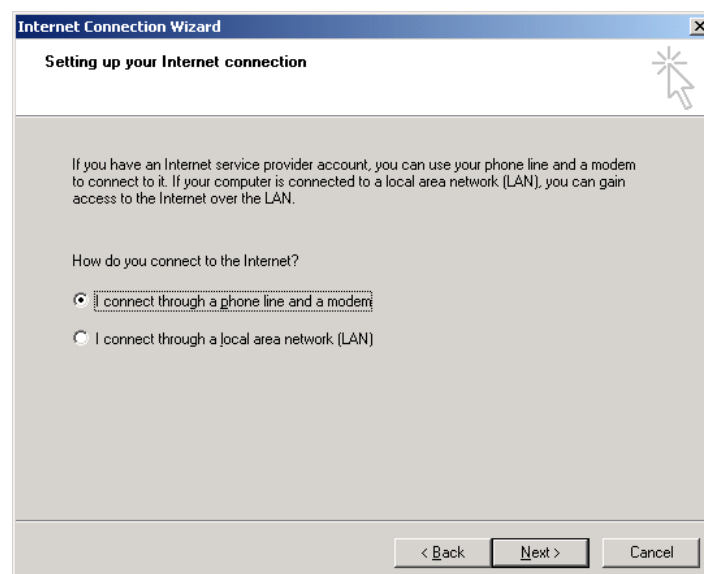 Internet Connection Wizard
Setting up your Internet connection
If you have an Internet service provider account, you can use your phone line and a modem
to connect to it. If your computer is connected to a local area network (LAN), you can gain
access to the Internet over the LAN.
How do you connect to the Internet?
I connect through a phone line and a modem
I connect through a local area network (LAN)
< Back Next > Cancel